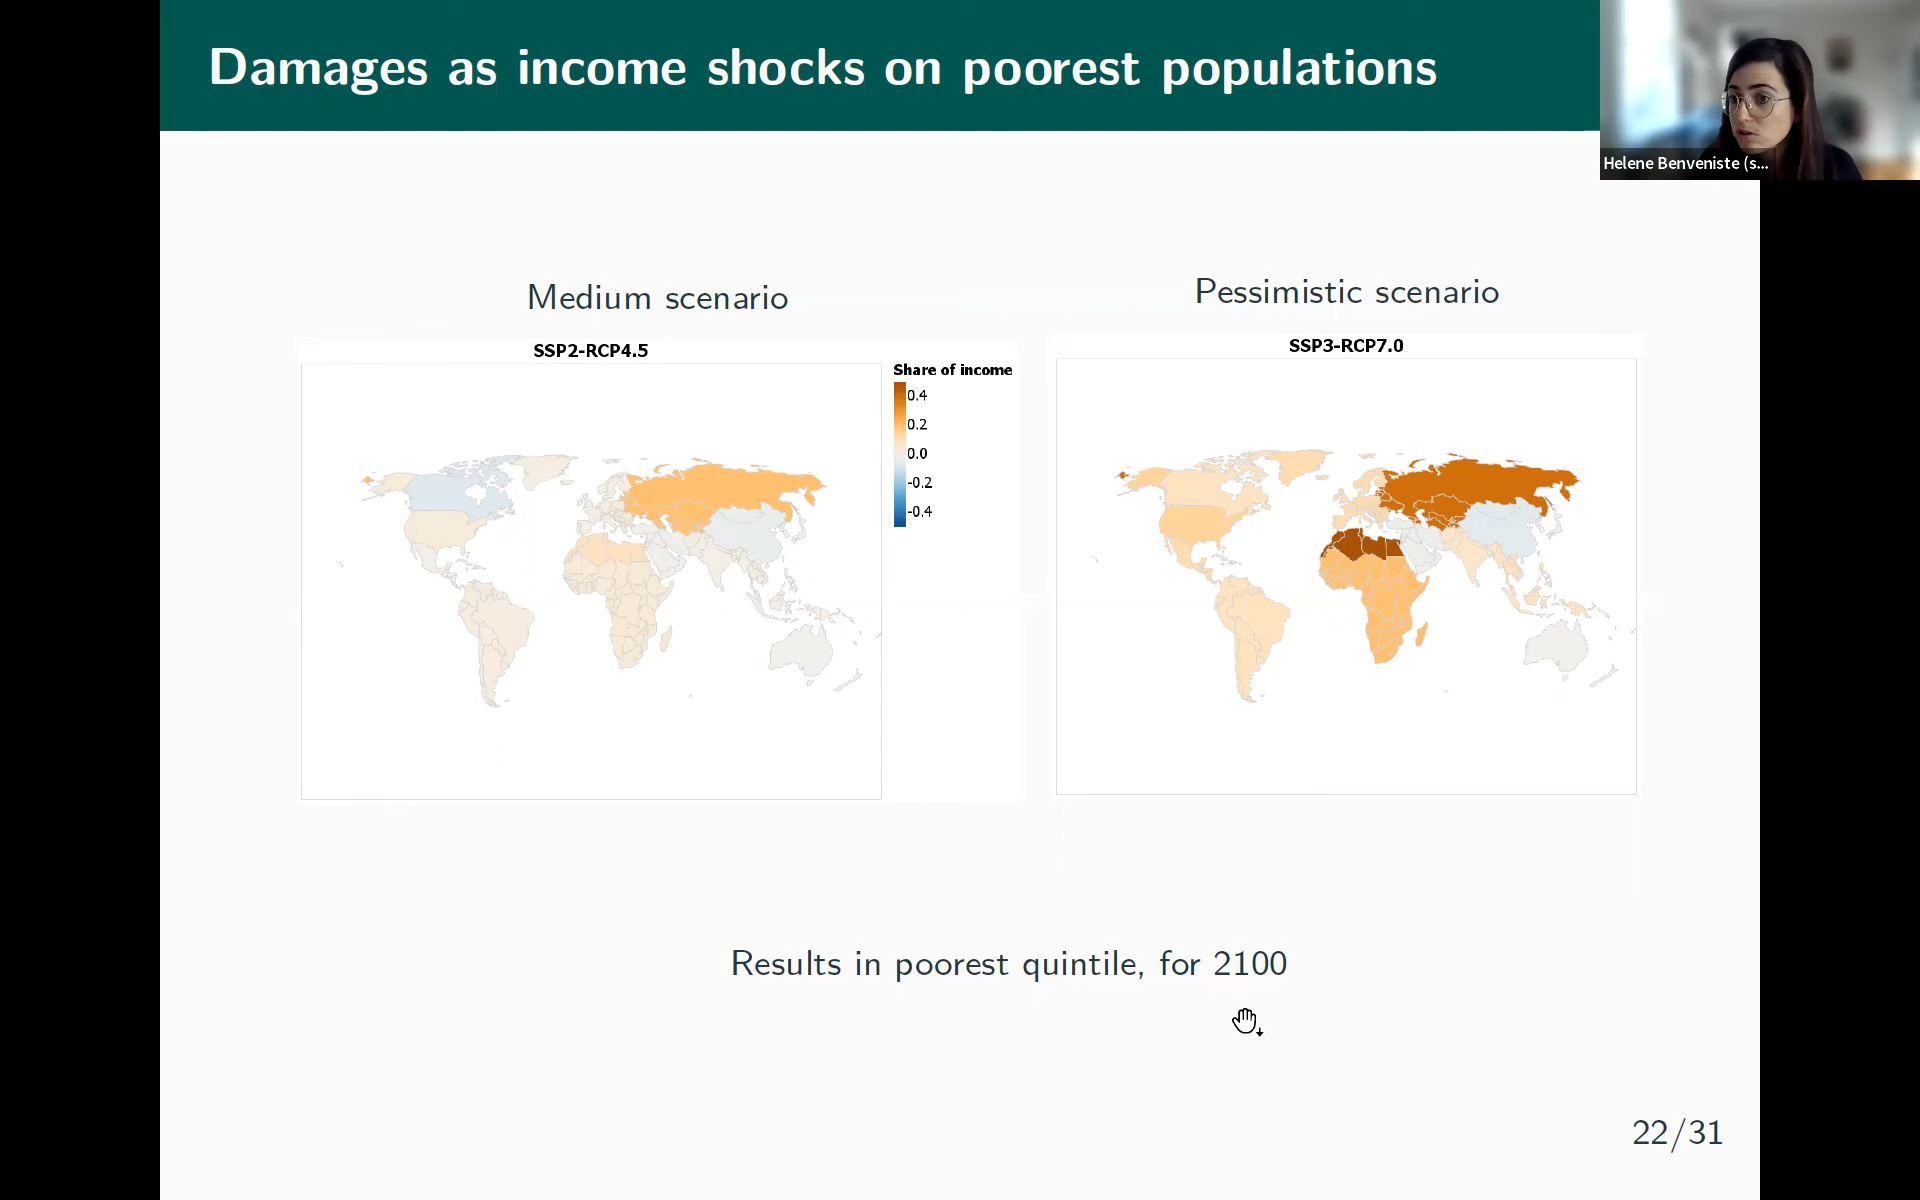 Damages as income shocks on poorest populations
Helene Benveniste (s...
Medium scenario
Pessimistic scenario
SSP2-RCP4.5
SSP3-RCP7.0
Share of income
0.4
0.2
0.0
-0.2
-0.4
Results in poorest quintile, for 2100
22/31